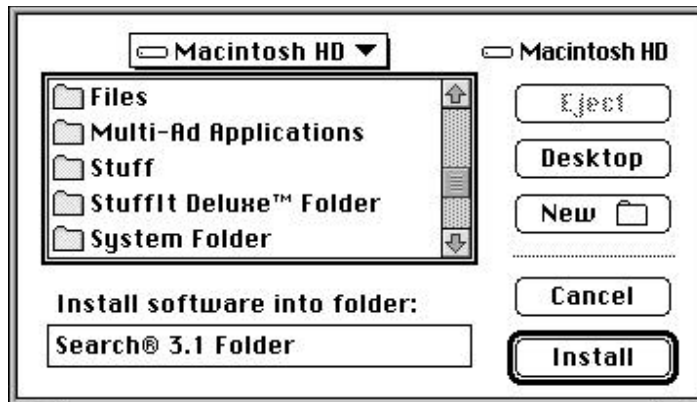 Macintosh HD
Macintosh HD
Files
Multi-Ad Applications
Stuff
StuffIt Deluxe™ Folder
System Folder
Eject
Desktop
New
Install software into folder:
Search® 3.1 Folder
Cancel
Install